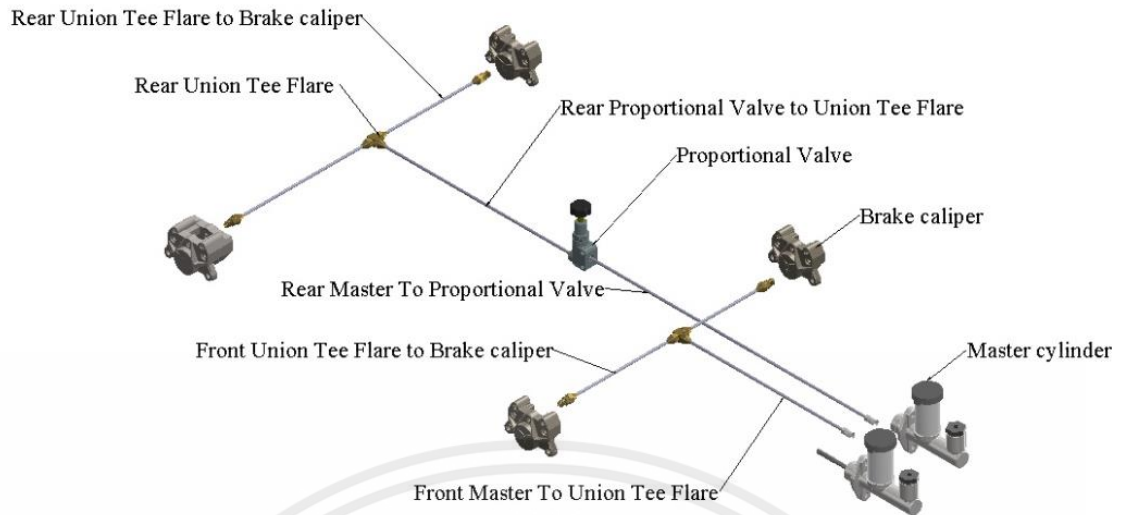 Rear Union Tee Flare to Brake caliper
Rear Union Tee Flare
Rear Proportional Valve to Union Tee Flare
Proportional Valve
Brake caliper
Rear Master To Proportional Valve
Front Union Tee Flare to Brake caliper
Master cylinder
Front Master To Union Tee Flare